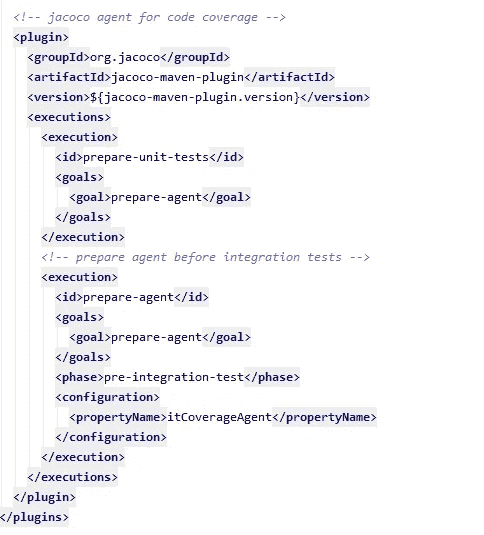 <!-- jacoco agent for code coverage -->
<plugin>
<groupId>org.jacoco</groupId>
<artifactId>jacoco-maven-plugin</artifactId>
<version>${jacoco-maven-plugin.version}</version>
<executions>
<execution>
<id>prepare-unit-tests</id>
<goals>
<goal>prepare-agent</goal>
</goals>
</execution>
<!-- prepare agent before integration tests -->
<execution>
<id>prepare-agent</id>
<goals>
<goal>prepare-agent</goal>
</goals>
<phase>pre-integration-test</phase>
<configuration>
<propertyName>itCoverageAgent</propertyName>
</configuration>
</execution>
</executions>
</plugin>
</plugins>